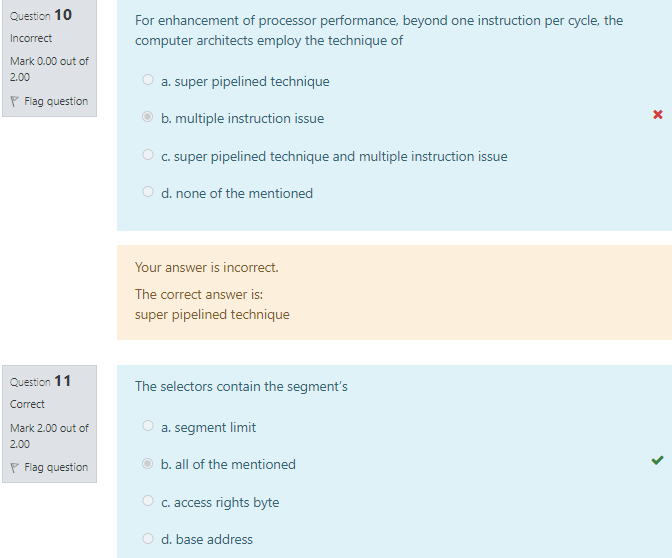 Question 10
Incorrect
Mark 0.00 out of
2.00
Flag question
For enhancement of processor performance, beyond one instruction per cycle, the
computer architects employ the technique of
a. super pipelined technique
b. multiple instruction issue
c. super pipelined technique and multiple instruction issue
d. none of the mentioned
Your answer is incorrect.
The correct answer is:
super pipelined technique
Question 11
Correct
Mark 2.00 out of
2.00
Flag question
The selectors contain the segment's
a. segment limit
b. all of the mentioned
c. access rights byte
d. base address